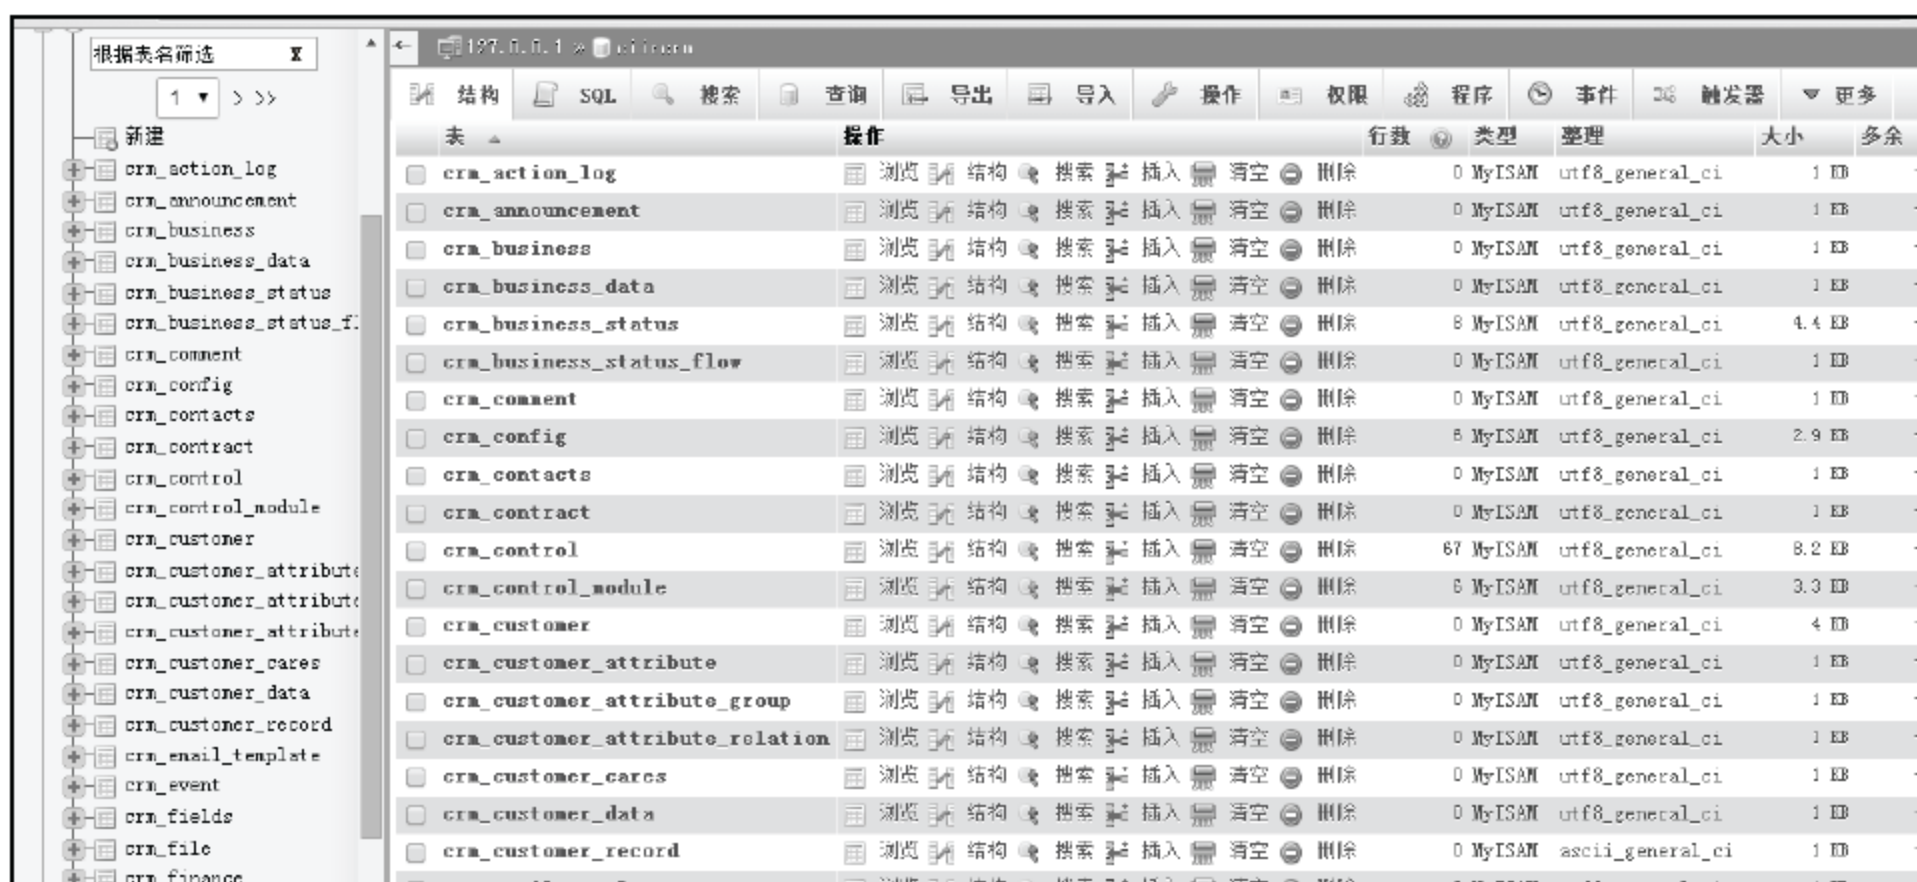 根据表名筛选 X
1 > >>
新建
crm_action_log
crm_announcement
crm_business
crm_business_data
crm_business_status
crm_business_status_fl
crm_comment
crm_config
crm_contacts
crm_contract
crm_control
crm_control_module
crm_customer
crm_customer_attribute
crm_customer_attribute
crm_customer_attribute
crm_customer_cares
crm_customer_data
crm_customer_record
crm_email_template
crm_event
crm_fields
crm_file
crm_finance
127.0.0.1 »
结构 SQL 搜索 查询 导出 导入 操作 权限 程序 事件 触发器 更多
表 操作 行数 类型 整理 大小 多余
crm_action_log 浏览 结构 搜索 插入 清空 删除 0 MyISAM utf8_general_ci 1 KB
crm_announcement 浏览 结构 搜索 插入 清空 删除 0 MyISAM utf8_general_ci 1 KB
crm_business 浏览 结构 搜索 插入 清空 删除 0 MyISAM utf8_general_ci 1 KB
crm_business_data 浏览 结构 搜索 插入 清空 删除 0 MyISAM utf8_general_ci 1 KB
crm_business_status 浏览 结构 搜索 插入 清空 删除 8 MyISAM utf8_general_ci 4.4 KB
crm_business_status_flow 浏览 结构 搜索 插入 清空 删除 0 MyISAM utf8_general_ci 1 KB
crm_comment 浏览 结构 搜索 插入 清空 删除 0 MyISAM utf8_general_ci 1 KB
crm_config 浏览 结构 搜索 插入 清空 删除 MyISAM utf8_general_ci 2.9 KB
crm_contacts 浏览 结构 搜索 插入 清空 删除 0 MyISAM utf8_general_ci 1 KB
crm_contract 浏览 结构 搜索 插入 清空 删除 0 MyISAM utf8_general_ci 1 KB
crm_control 浏览 结构 搜索 插入 清空 删除 67 MyISAM utf8_general_ci 8.2 KB
crm_control_module 浏览 结构 搜索 插入 清空 删除 6 MyISAM utf8_general_ci 3.3 KB
crm_customer 浏览 结构 搜索 插入 清空 删除 0 MyISAM utf8_general_ci 4 KB
crm_customer_attribute 浏览 结构 搜索 插入 清空 删除 0 MyISAM utf8_general_ci 1 KB
crm_customer_attribute_group 浏览 结构 搜索 插入 清空 删除 0 MyISAM utf8_general_ci 1 KB
crm_customer_attribute_relation 浏览 结构 搜索 插入 清空 删除 0 MyISAM utf8_general_ci 1 KB
crm_customer_cares 浏览 结构 搜索 插入 清空 删除 0 MyISAM utf8_general_ci 1 KB
crm_customer_data 浏览 结构 搜索 插入 清空 删除 0 MyISAM utf8_general_ci 1 KB
crm_customer_record 浏览 结构 搜索 插入 清空 删除 0 MyISAM ascii_general_ci 1 KB